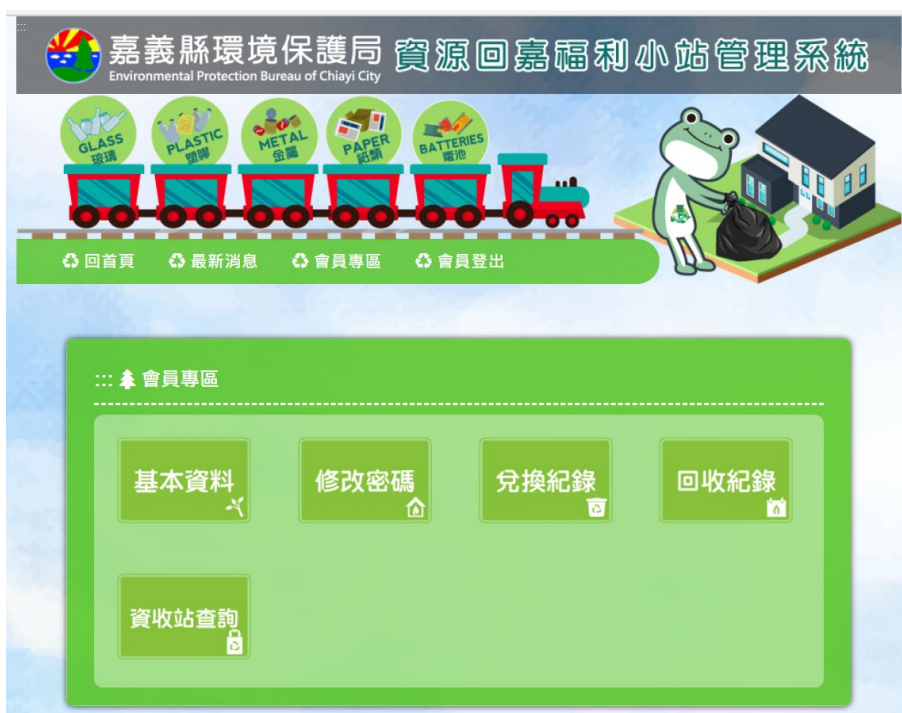 :::
嘉義縣環境保護局 資源回嘉福利小站管理系統
Environmental Protection Bureau of Chiayi City
GLASS
玻璃
PLASTIC
塑膠
METAL
金屬
PAPER
紙類
BATTERIES
電池
回首頁 最新消息 會員專區 會員登出
::: 會員專區
基本資料 修改密碼 兌換紀錄 回收紀錄
資收站查詢